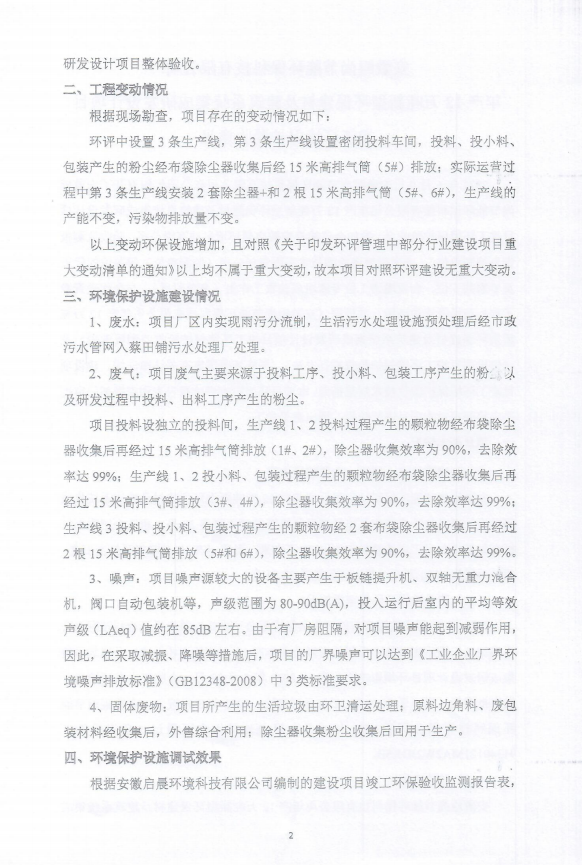 研发设计项目整体验收。
二、工程变动情况
根据现场勘查，项目存在的变动情况如下：
环评中设置 3 条生产线，第 3 条生产线设置密闭投料车间，投料、投小料、
包装产生的粉尘经布袋除尘器收集后经 15 米高排气筒（5#）排放；实际运营过
程中第 3 条生产线安装 2 套除尘器+和 2 根 15 米高排气筒（5#、6#），生产线的
产能不变，污染物排放量不变。
以上变动环保设施增加，且对照《关于印发环评管理中部分行业建设项目重
大变动清单的通知》以上均不属于重大变动，故本项目对照环评建设无重大变动。
三、环境保护设施建设情况
1、废水：项目厂区内实现雨污分流制，生活污水处理设施预处理后经市政
污水管网入蔡田铺污水处理厂处理。
2、废气：项目废气主要来源于投料工序、投小料、包装工序产生的粉 以
及研发过程中投料、出料工序产生的粉尘。
项目投料设独立的投料间，生产线 1、2 投料过程产生的颗粒物经布袋除尘
器收集后再经过 15 米高排气筒排放（1#、2#），除尘器收集效率为 90%，去除效
率达 99%；生产线 1、2 投小料、包装过程产生的颗粒物经布袋除尘器收集后再
经过 15 米高排气筒排放（3#、4#），除尘器收集效率为 90%，去除效率达 99%；
生产线 3 投料、投小料、包装过程产生的颗粒物经 2 套布袋除尘器收集后再经过
2 根 15 米高排气筒排放（5#和 6#），除尘器收集效率为 90%，去除效率达 99%。
3、噪声：项目噪声源较大的设备主要产生于板链提升机、双轴无重力混合
机，阀口自动包装机等，声级范围为 80-90dB(A)，投入运行后室内的平均等效
声级（LAeq）值约在 85dB 左右。由于有厂房阻隔，对项目噪声能起到减弱作用，
因此，在采取减振、降噪等措施后，项目的厂界噪声可以达到《工业企业厂界环
境噪声排放标准》（GB12348-2008）中 3 类标准要求。
4、固体废物：项目所产生的生活垃圾由环卫清运处理；原料边角料、废包
装材料经收集后，外售综合利用；除尘器收集粉尘收集后回用于生产。
四、环境保护设施调试效果
根据安徽启晨环境科技有限公司编制的建设项目竣工环保验收监测报告表，
2